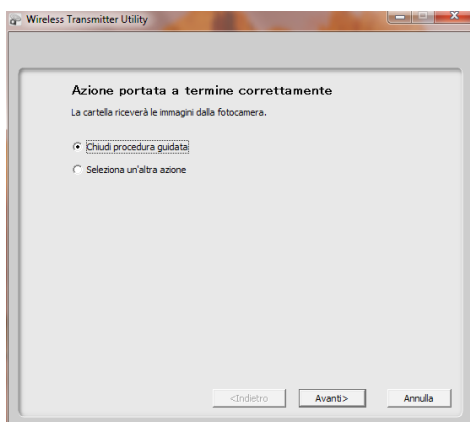 Wireless Transmitter Utility
Azione portata a termine correttamente
La cartella riceverà le immagini dalla fotocamera.
Chiudi procedura guidata
Seleziona un'altra azione
<Indietro Avanti> Annulla